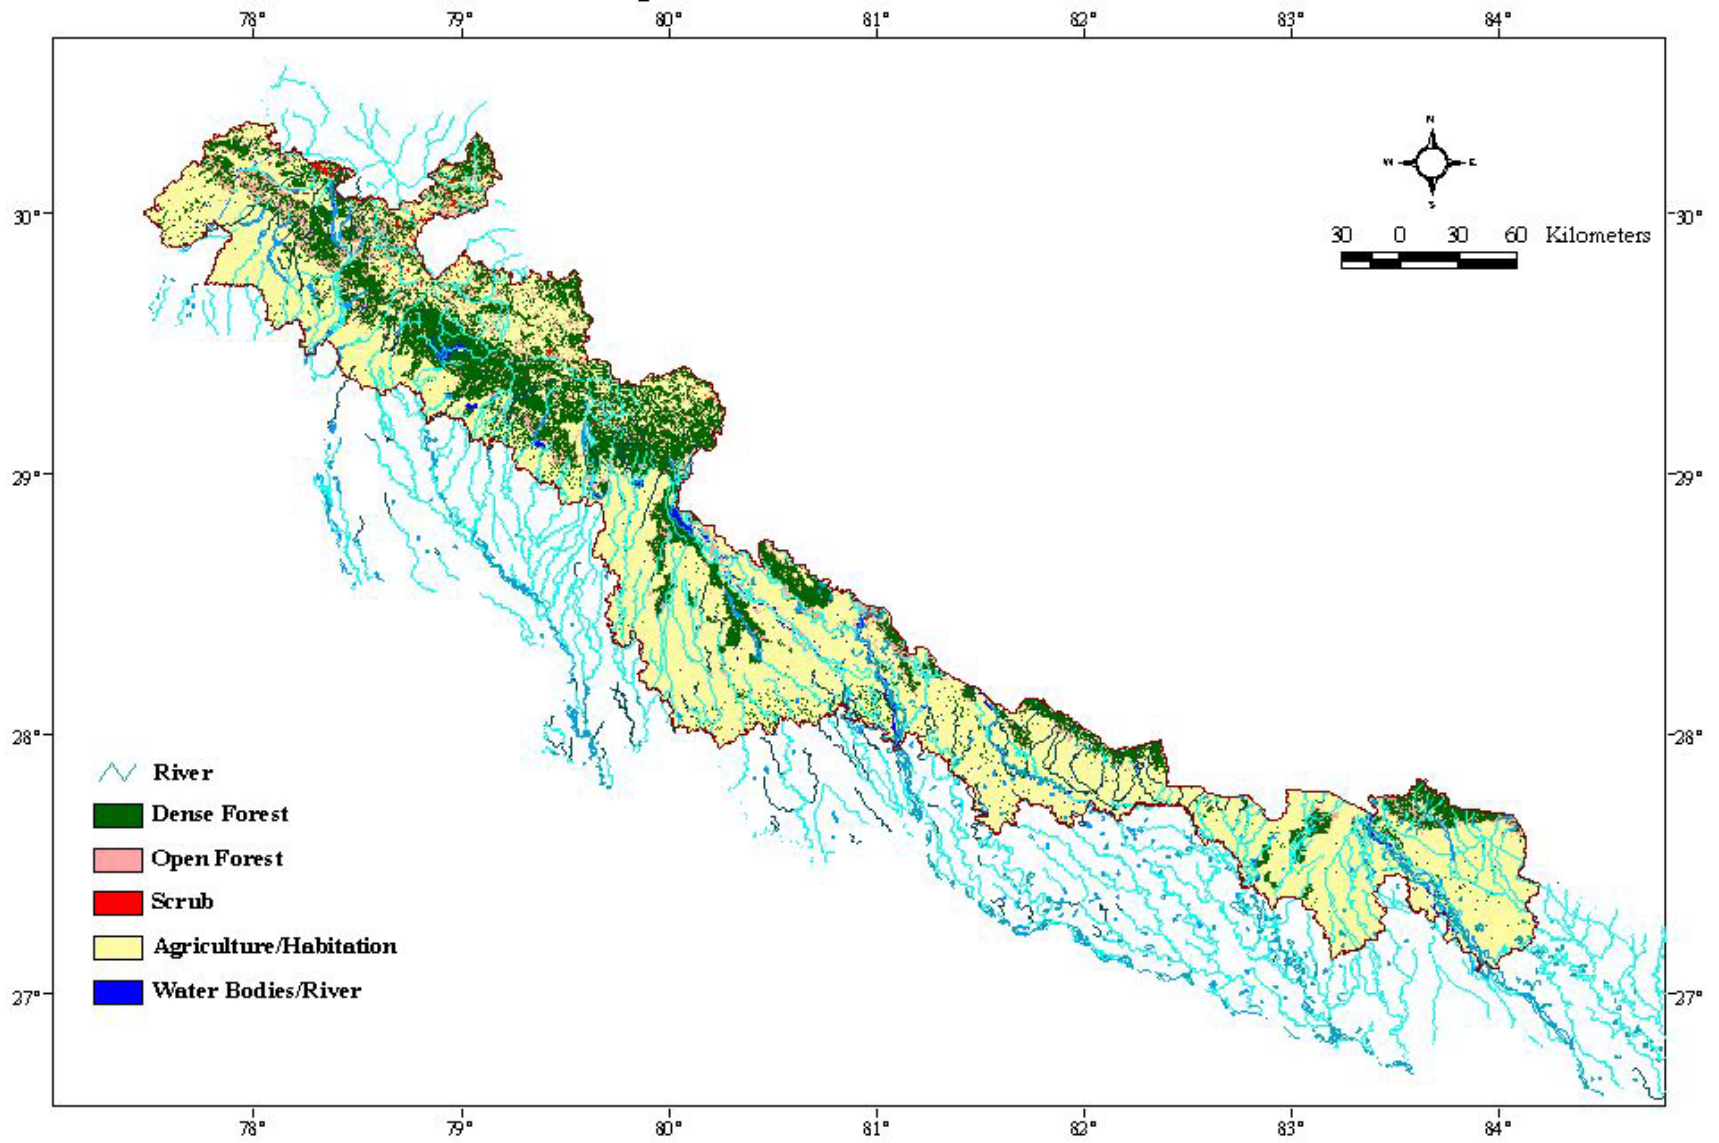 78° 79° 80° 81° 82° 83° 84°
N
W E
S
30° 30°
30 0 30 60 Kilometers
29° 29°
28° 28°
River
Dense Forest
Open Forest
Scrub
Agriculture/Habitation
Water Bodies/River
27° 27°
78° 79° 80° 81° 82° 83° 84°